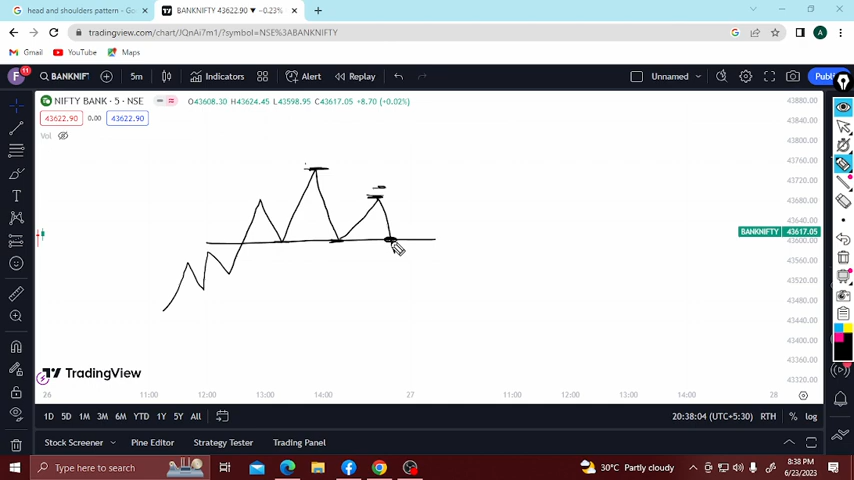 head and shoulders pattern - Go
BANKNIFTY 43622.90 ▼ −0.23%
tradingview.com/chart/JQnAi7m1/?symbol=NSE%3ABANKNIFTY
Gmail YouTube Maps
F 11 BANKNIFT 5m Indicators Alert Replay Unnamed Publi
NIFTY BANK · 5 · NSE O43608.30 H43624.45 L43598.95 C43617.05 +8.70 (+0.02%)
43622.90 0.00 43622.90
Vol
43880.00
43840.00
43800.00
43760.00
43720.00
43680.00
43640.00
BANKNIFTY 43617.05
43600.00
43560.00
43520.00
43480.00
43440.00
43400.00
43360.00
43320.00
TradingView
26 11:00 12:00 13:00 14:00 27 11:00 12:00 13:00 14:00 28
1D 5D 1M 3M 6M YTD 1Y 5Y All 20:38:04 (UTC+5:30) RTH % log
Stock Screener Pine Editor Strategy Tester Trading Panel
Type here to search 30°C Partly cloudy 8:38 PM
6/23/2023